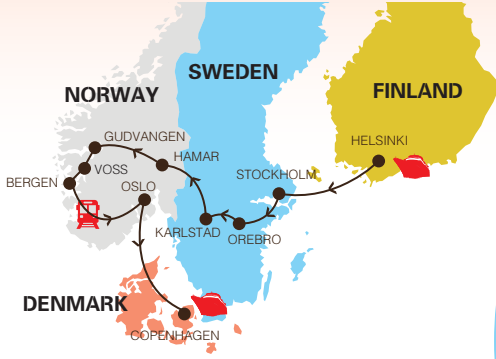 SWEDEN
NORWAY
FINLAND
GUDVANGEN
HELSINKI
HAMAR
VOSS
STOCKHOLM
BERGEN
OSLO
KARLSTAD
OREBRO
DENMARK
COPENHAGEN